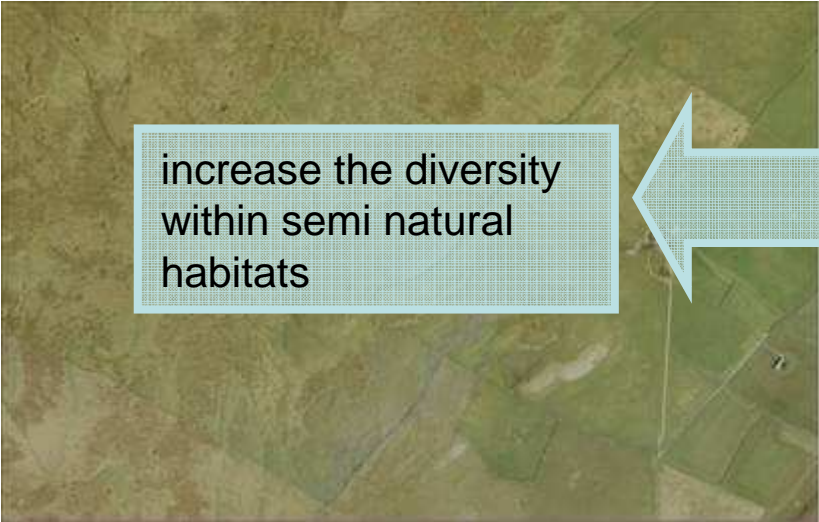 increase the diversity
within semi natural
habitats